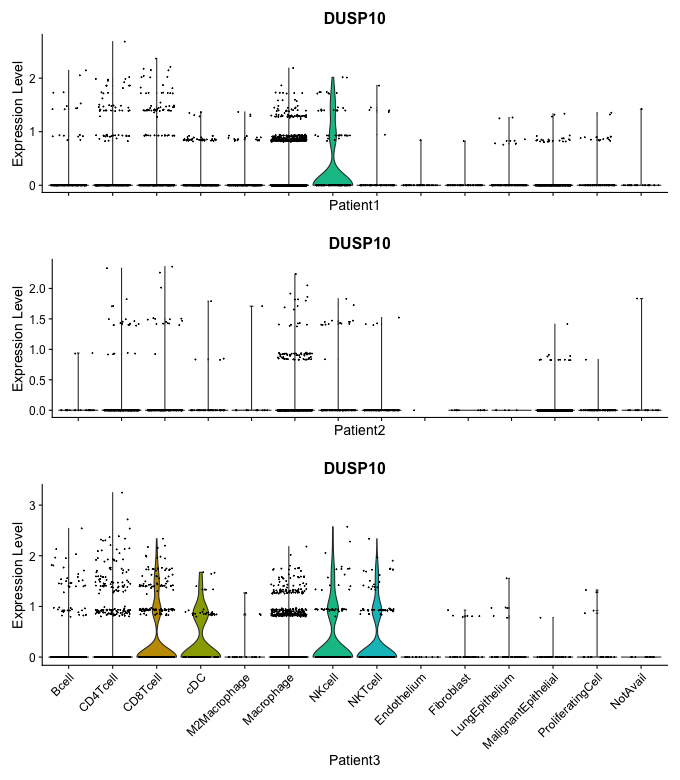 DUSP10
Expression Level
2
1
0
Patient1
DUSP10
Expression Level
2.0
1.5
1.0
0.5
0.0
Patient2
DUSP10
Expression Level
3
2
1
0
Bcell
CD4Tcell
CD8Tcell
cDC
M2Macrophage
Macrophage
NKcell
NKTcell
Endothelium
Fibroblast
LungEpithelium
MalignantEpithelial
ProliferatingCell
NotAvail
Patient3